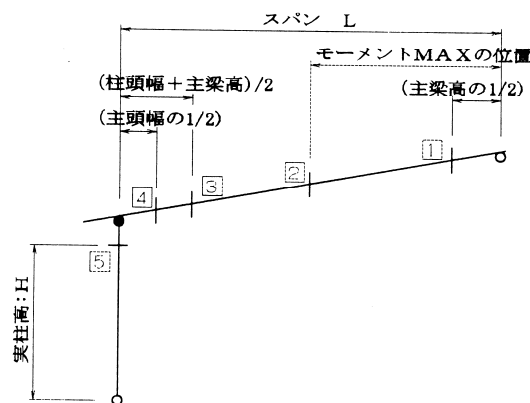 スパン L
モーメントMAXの位置
(柱頭幅+主梁高)/2
(主梁高の1/2)
(主頭幅の1/2)
1
2
3
4
5
実柱高:H